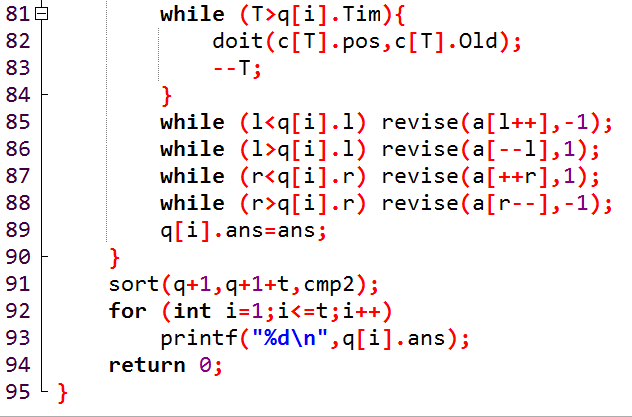 81 while (T>q[i].Tim){
82 doit(c[T].pos,c[T].Old);
83 --T;
84 }
85 while (l<q[i].l) revise(a[l++],-1);
86 while (l>q[i].l) revise(a[--l],1);
87 while (r<q[i].r) revise(a[++r],1);
88 while (r>q[i].r) revise(a[r--],-1);
89 q[i].ans=ans;
90 }
91 sort(q+1,q+1+t,cmp2);
92 for (int i=1;i<=t;i++)
93 printf("%d\n",q[i].ans);
94 return 0;
95 }